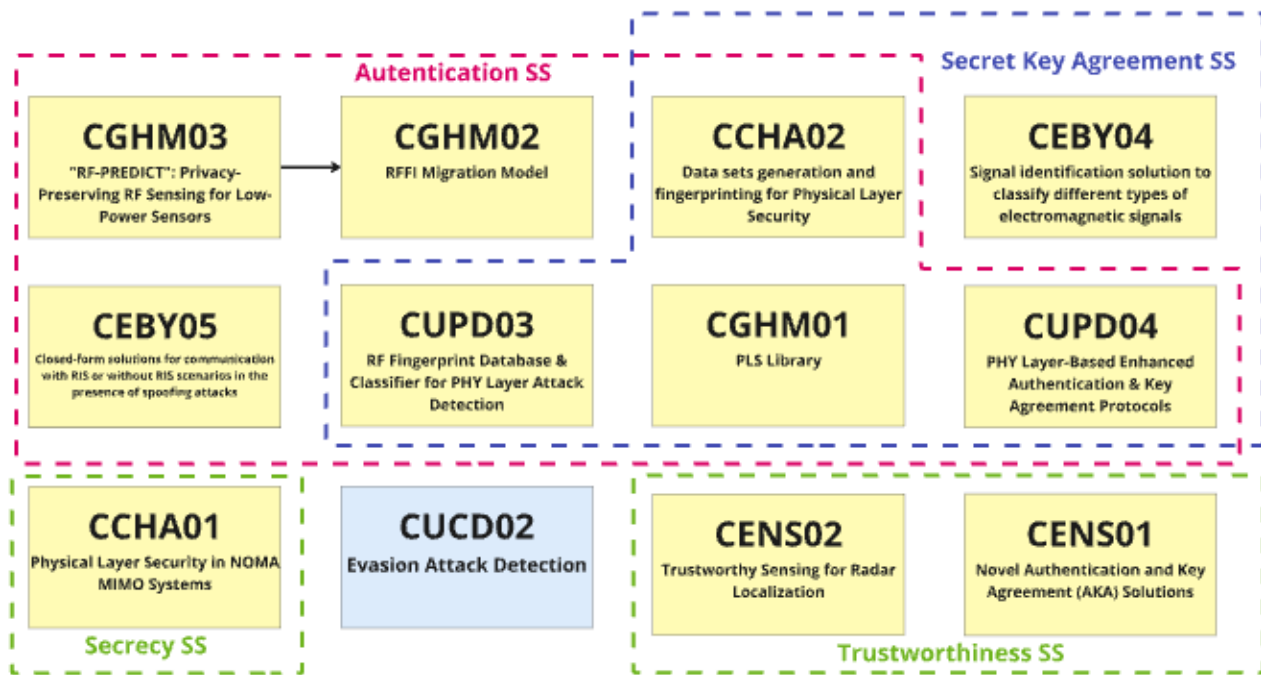 Autentication SS
Secret Key Agreement SS
CGHM03
"RF-PREDICT": Privacy-
Preserving RF Sensing for Low-
Power Sensors
CGHM02
RFFI Migration Model
CCHA02
Data sets generation and
fingerprinting for Physical Layer
Security
CEBY04
Signal identification solution to
classify different types of
electromagnetic signals
CEBY05
Closed-form solutions for communication
with RIS or without RIS scenarios in the
presence of spoofing attacks
CUPD03
RF Fingerprint Database &
Classifier for PHY Layer Attack
Detection
CGHM01
PLS Library
CUPD04
PHY Layer-Based Enhanced
Authentication & Key
Agreement Protocols
CCHA01
Physical Layer Security in NOMA
MIMO Systems
Secrecy SS
CUCD02
Evasion Attack Detection
CENS02
Trustworthy Sensing for Radar
Localization
CENS01
Novel Authentication and Key
Agreement (AKA) Solutions
Trustworthiness SS